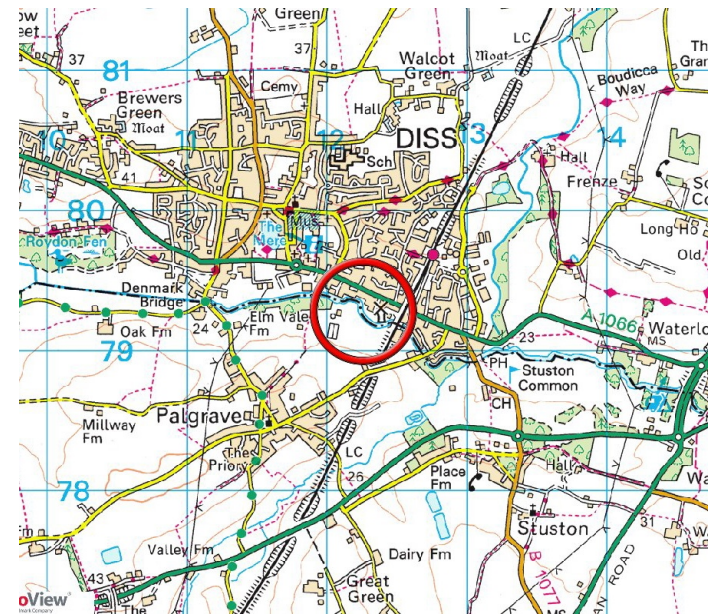 Green
37
37
LC
Walcot
Green
Moat
81
Cemy
Hall
Boudicca
Way
Brewers
Green
Moat
10
11
12
13
14
DISS
Sch
Hall
Frenze
41
80
Mus
The
Mere
Long Ho
Old
Roydon Fen
Denmark
Bridge
24
Elm Vale
Fm
Oak Fm
79
A 1066
23
Waterlo
MS
PH
Stuston
Common
CH
Palgrave
Millway
Fm
The
Priory
LC
26
Place
Fm
Hall
78
Stuston
31
Valley Fm
Dairy Fm
B 1077
ROAD
43
The
Great
Green
MS
oView